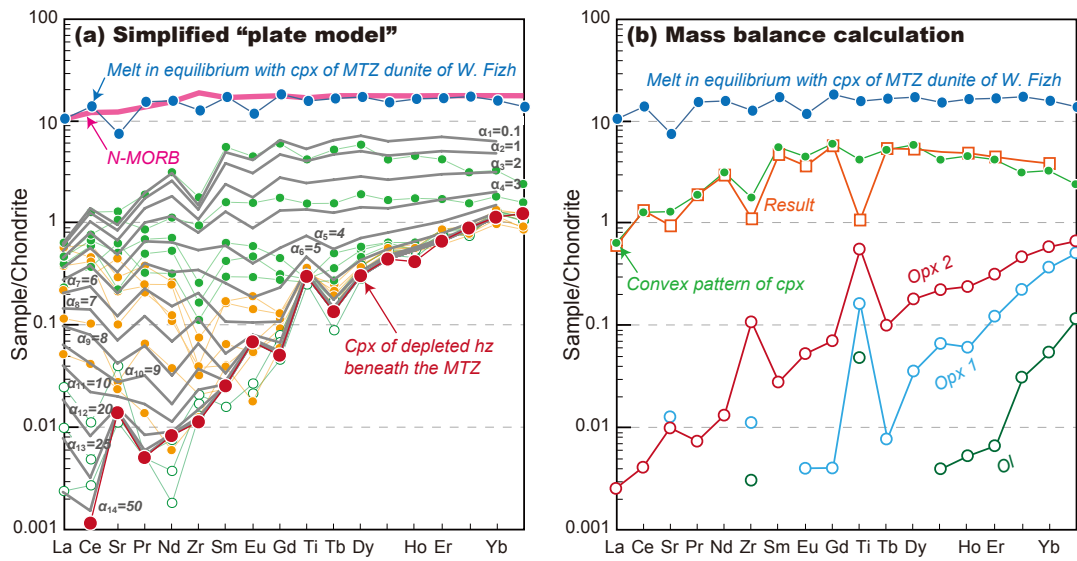 (a) Simplified “plate model”
Melt in equilibrium with cpx of MTZ dunite of W. Fizh
N-MORB
α1=0.1
α2=1
α3=2
α4=3
α5=4
α6=5
α7=6
α8=7
α9=8
α10=9
α11=10
α12=20
α13=25
α14=50
Cpx of depleted hz
beneath the MTZ
Sample/Chondrite
100
10
1
0.1
0.01
0.001
La Ce Sr Pr Nd Zr Sm Eu Gd Ti Tb Dy Ho Er Yb
(b) Mass balance calculation
Melt in equilibrium with cpx of MTZ dunite of W. Fizh
Result
Convex pattern of cpx
Opx 2
Opx 1
Ol
Sample/Chondrite
100
10
1
0.1
0.01
0.001
La Ce Sr Pr Nd Zr Sm Eu Gd Ti Tb Dy Ho Er Yb